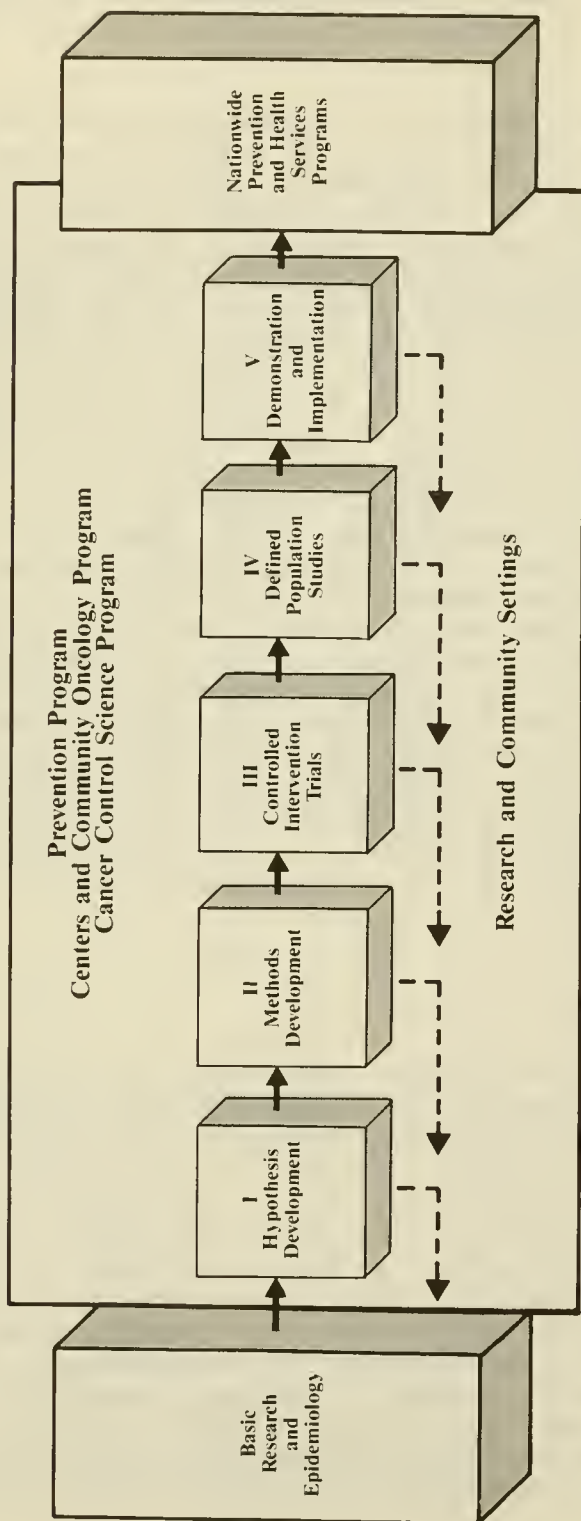 Prevention Program
Centers and Community Oncology Program
Cancer Control Science Program
Basic
Research
and
Epidemiology
I
Hypothesis
Development
II
Methods
Development
III
Controlled
Intervention
Trials
IV
Defined
Population
Studies
V
Demonstration
and
Implementation
Nationwide
Prevention
and Health
Services
Programs
Research and Community Settings